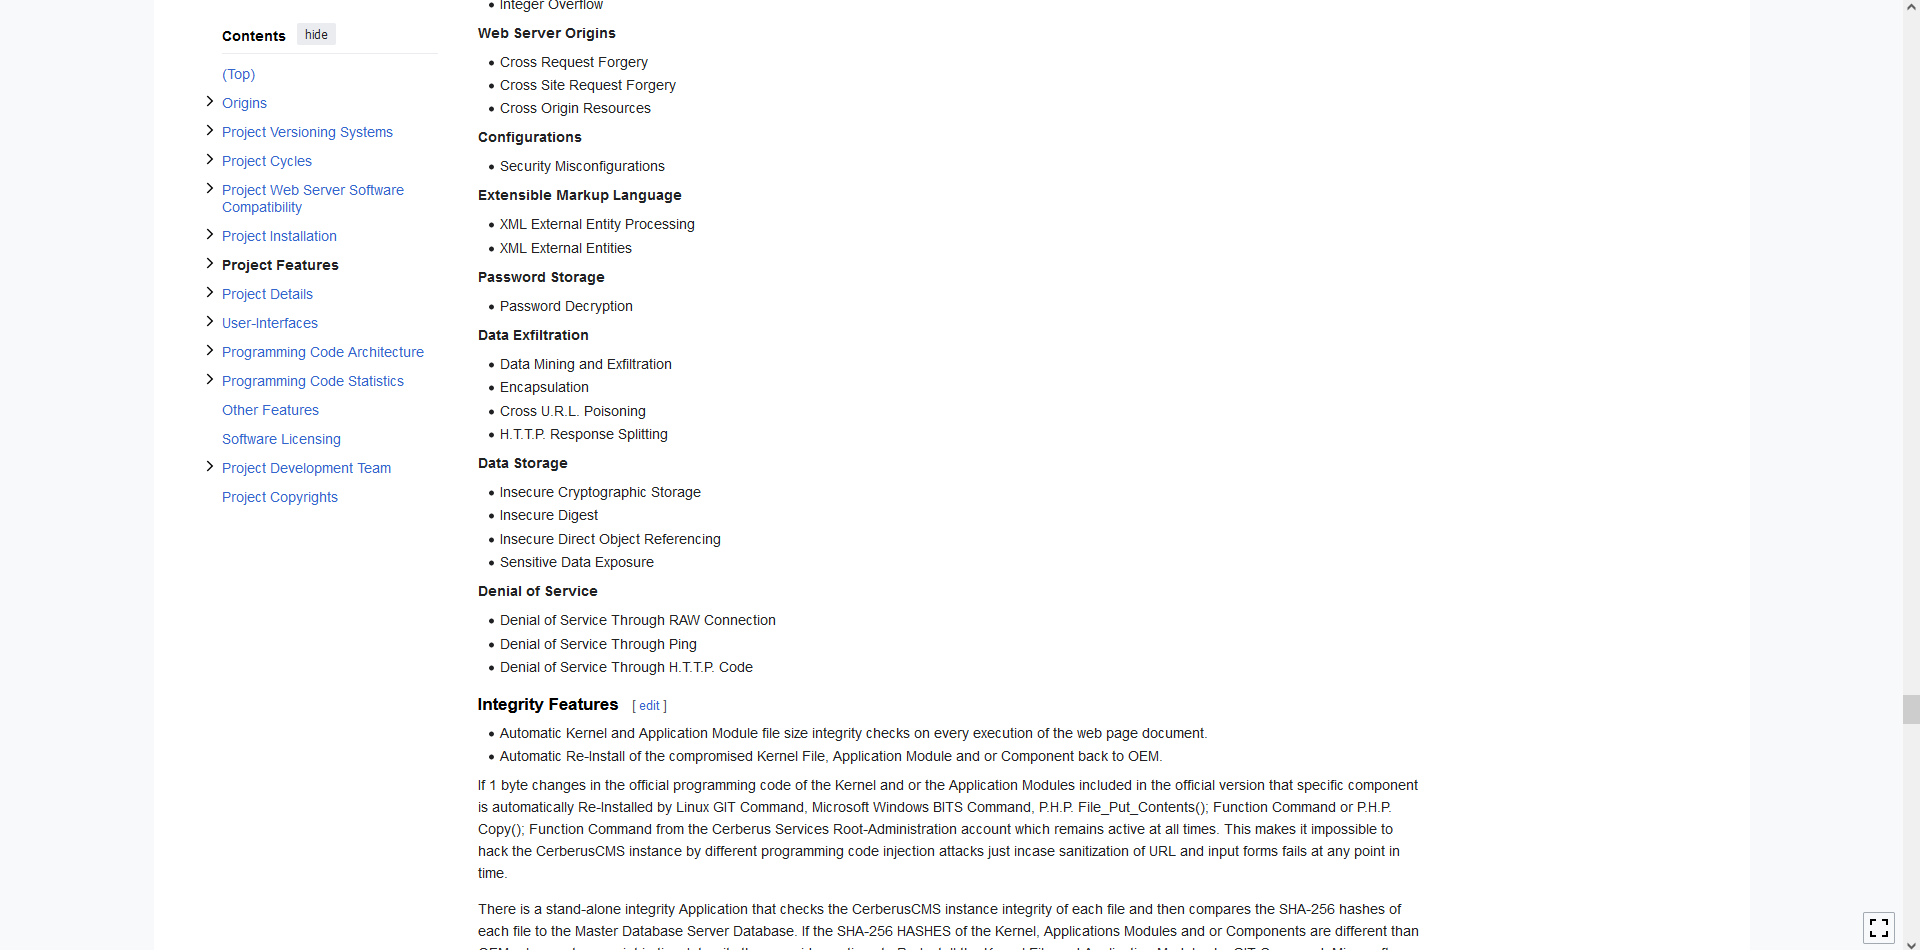 Contents hide
(Top)
Origins
Project Versioning Systems
Project Cycles
Project Web Server Software
Compatibility
Project Installation
Project Features
Project Details
User-Interfaces
Programming Code Architecture
Programming Code Statistics
Other Features
Software Licensing
Project Development Team
Project Copyrights
• Integer Overflow
Web Server Origins
• Cross Request Forgery
• Cross Site Request Forgery
• Cross Origin Resources
Configurations
• Security Misconfigurations
Extensible Markup Language
• XML External Entity Processing
• XML External Entities
Password Storage
• Password Decryption
Data Exfiltration
• Data Mining and Exfiltration
• Encapsulation
• Cross U.R.L. Poisoning
• H.T.T.P. Response Splitting
Data Storage
• Insecure Cryptographic Storage
• Insecure Digest
• Insecure Direct Object Referencing
• Sensitive Data Exposure
Denial of Service
• Denial of Service Through RAW Connection
• Denial of Service Through Ping
• Denial of Service Through H.T.T.P. Code
Integrity Features [ edit ]
• Automatic Kernel and Application Module file size integrity checks on every execution of the web page document.
• Automatic Re-Install of the compromised Kernel File, Application Module and or Component back to OEM.
If 1 byte changes in the official programming code of the Kernel and or the Application Modules included in the official version that specific component
is automatically Re-Installed by Linux GIT Command, Microsoft Windows BITS Command, P.H.P. File_Put_Contents(); Function Command or P.H.P.
Copy(); Function Command from the Cerberus Services Root-Administration account which remains active at all times. This makes it impossible to
hack the CerberusCMS instance by different programming code injection attacks just incase sanitization of URL and input forms fails at any point in
time.
There is a stand-alone integrity Application that checks the CerberusCMS instance integrity of each file and then compares the SHA-256 hashes of
each file to the Master Database Server Database. If the SHA-256 HASHES of the Kernel, Applications Modules and or Components are different than